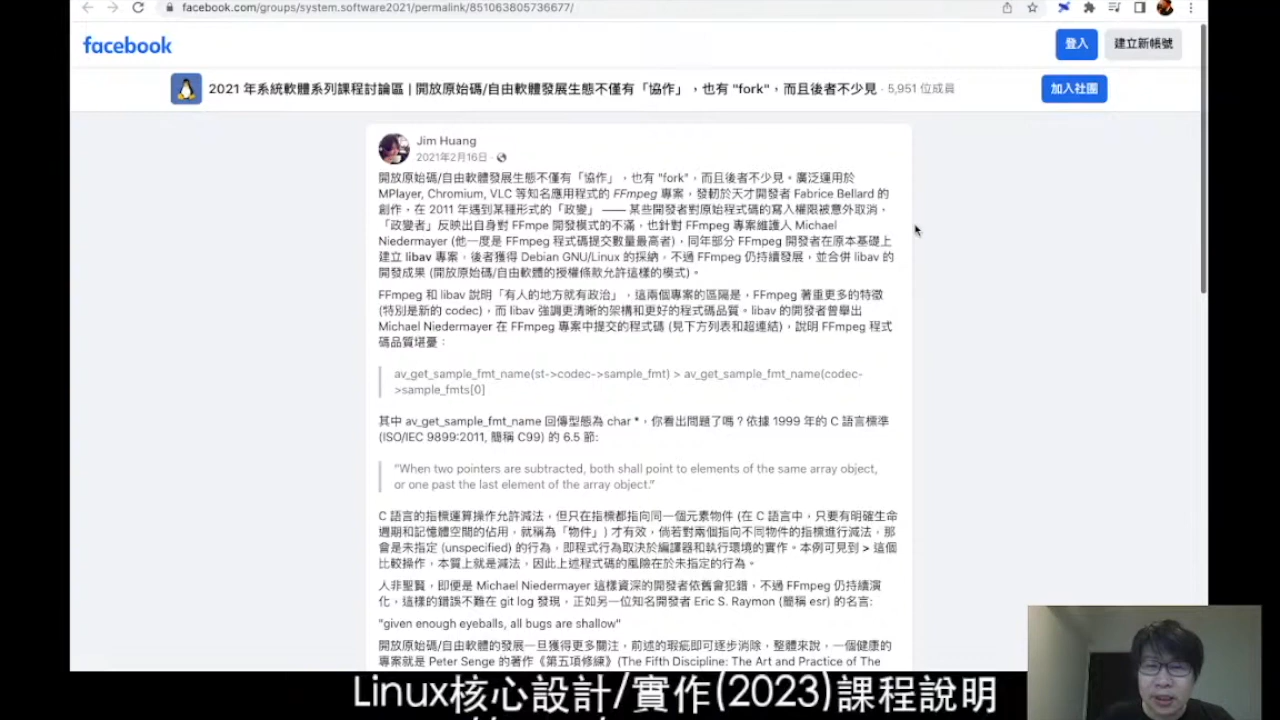 facebook.com/groups/system.software2021/permalink/851063805736677/
facebook
登入
建立新帳號
2021 年系統軟體系列課程討論區 | 開放原始碼/自由軟體發展生態不僅有「協作」，也有 "fork"，而且後者不少見 · 5,951 位成員
加入社團
Jim Huang
2021年2月16日 ·
開放原始碼/自由軟體發展生態不僅有「協作」，也有 "fork"，而且後者不少見。廣泛運用於
MPlayer, Chromium, VLC 等知名應用程式的 FFmpeg 專案，發軔於天才開發者 Fabrice Bellard 的
創作，在 2011 年遇到某種形式的「政變」 —— 某些開發者對原始程式碼的寫入權限被意外取消，
「政變者」反映出自身對 FFmpe 開發模式的不滿，也針對 FFmpeg 專案維護人 Michael
Niedermayer (他一度是 FFmpeg 程式碼提交數量最高者)，同年部分 FFmpeg 開發者在原本基礎上
建立 libav 專案，後者獲得 Debian GNU/Linux 的採納，不過 FFmpeg 仍持續發展，並合併 libav 的
開發成果 (開放原始碼/自由軟體的授權條款允許這樣的模式)。
FFmpeg 和 libav 說明「有人的地方就有政治」，這兩個專案的區隔是，FFmpeg 著重更多的特徵
(特別是新的 codec)，而 libav 強調更清晰的架構和更好的程式碼品質。libav 的開發者曾舉出
Michael Niedermayer 在 FFmpeg 專案中提交的程式碼 (見下方列表和超連結)，說明 FFmpeg 程式
碼品質堪憂：
av_get_sample_fmt_name(st->codec->sample_fmt) > av_get_sample_fmt_name(codec-
>sample_fmts[0]
其中 av_get_sample_fmt_name 回傳型態為 char *，你看出問題了嗎？依據 1999 年的 C 語言標準
(ISO/IEC 9899:2011, 簡稱 C99) 的 6.5 節:
"When two pointers are subtracted, both shall point to elements of the same array object,
or one past the last element of the array object."
C 語言的指標運算操作允許減法，但只在指標都指向同一個元素物件 (在 C 語言中，只要有明確生命
週期和記憶體空間的佔用，就稱為「物件」) 才有效，倘若對兩個指向不同物件的指標進行減法，那
會是未指定 (unspecified) 的行為，即程式行為取決於編譯器和執行環境的實作。本例可見到 > 這個
比較操作，本質上就是減法，因此上述程式碼的風險在於未指定的行為。
人非聖賢，即便是 Michael Niedermayer 這樣資深的開發者依舊會犯錯，不過 FFmpeg 仍持續演
化，這樣的錯誤不難在 git log 發現，正如另一位知名開發者 Eric S. Raymon (簡稱 esr) 的名言:
"given enough eyeballs, all bugs are shallow"
開放原始碼/自由軟體的發展一旦獲得更多關注，前述的瑕疵即可逐步消除，整體來說，一個健康的
專案就是 Peter Senge 的著作《第五項修練》(The Fifth Discipline: The Art and Practice of The
Linux核心設計/實作(2023)課程說明